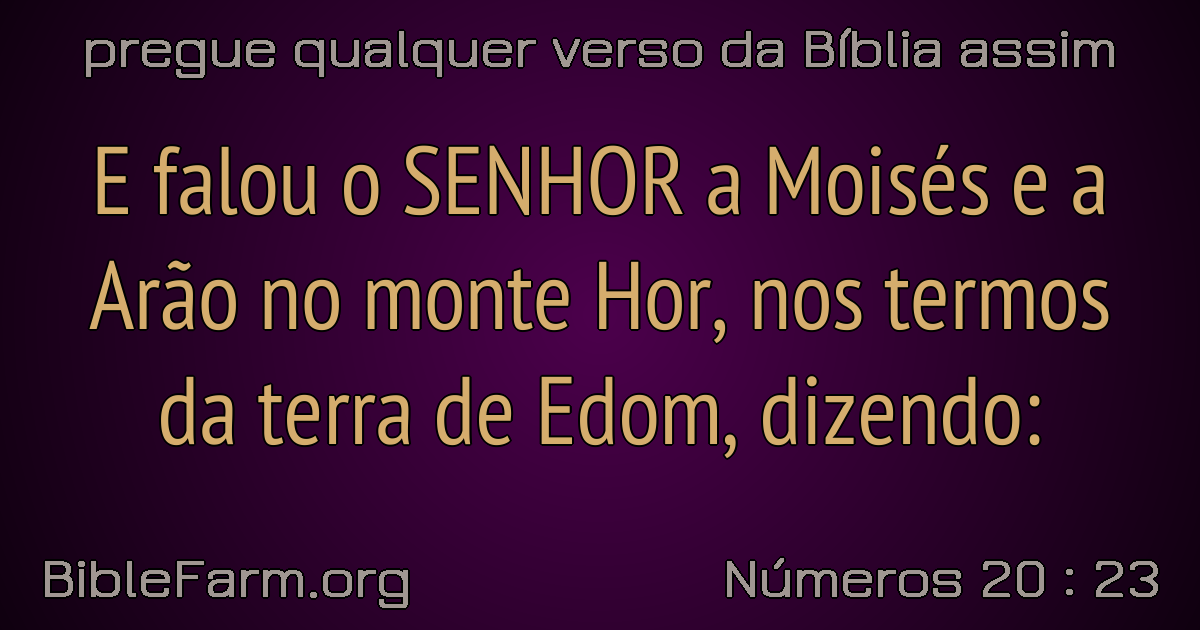 pregue qualquer verso da Bíblia assim
E falou o SENHOR a Moisés e a
Arão no monte Hor, nos termos
da terra de Edom, dizendo:
BibleFarm.org
Números 20 : 23